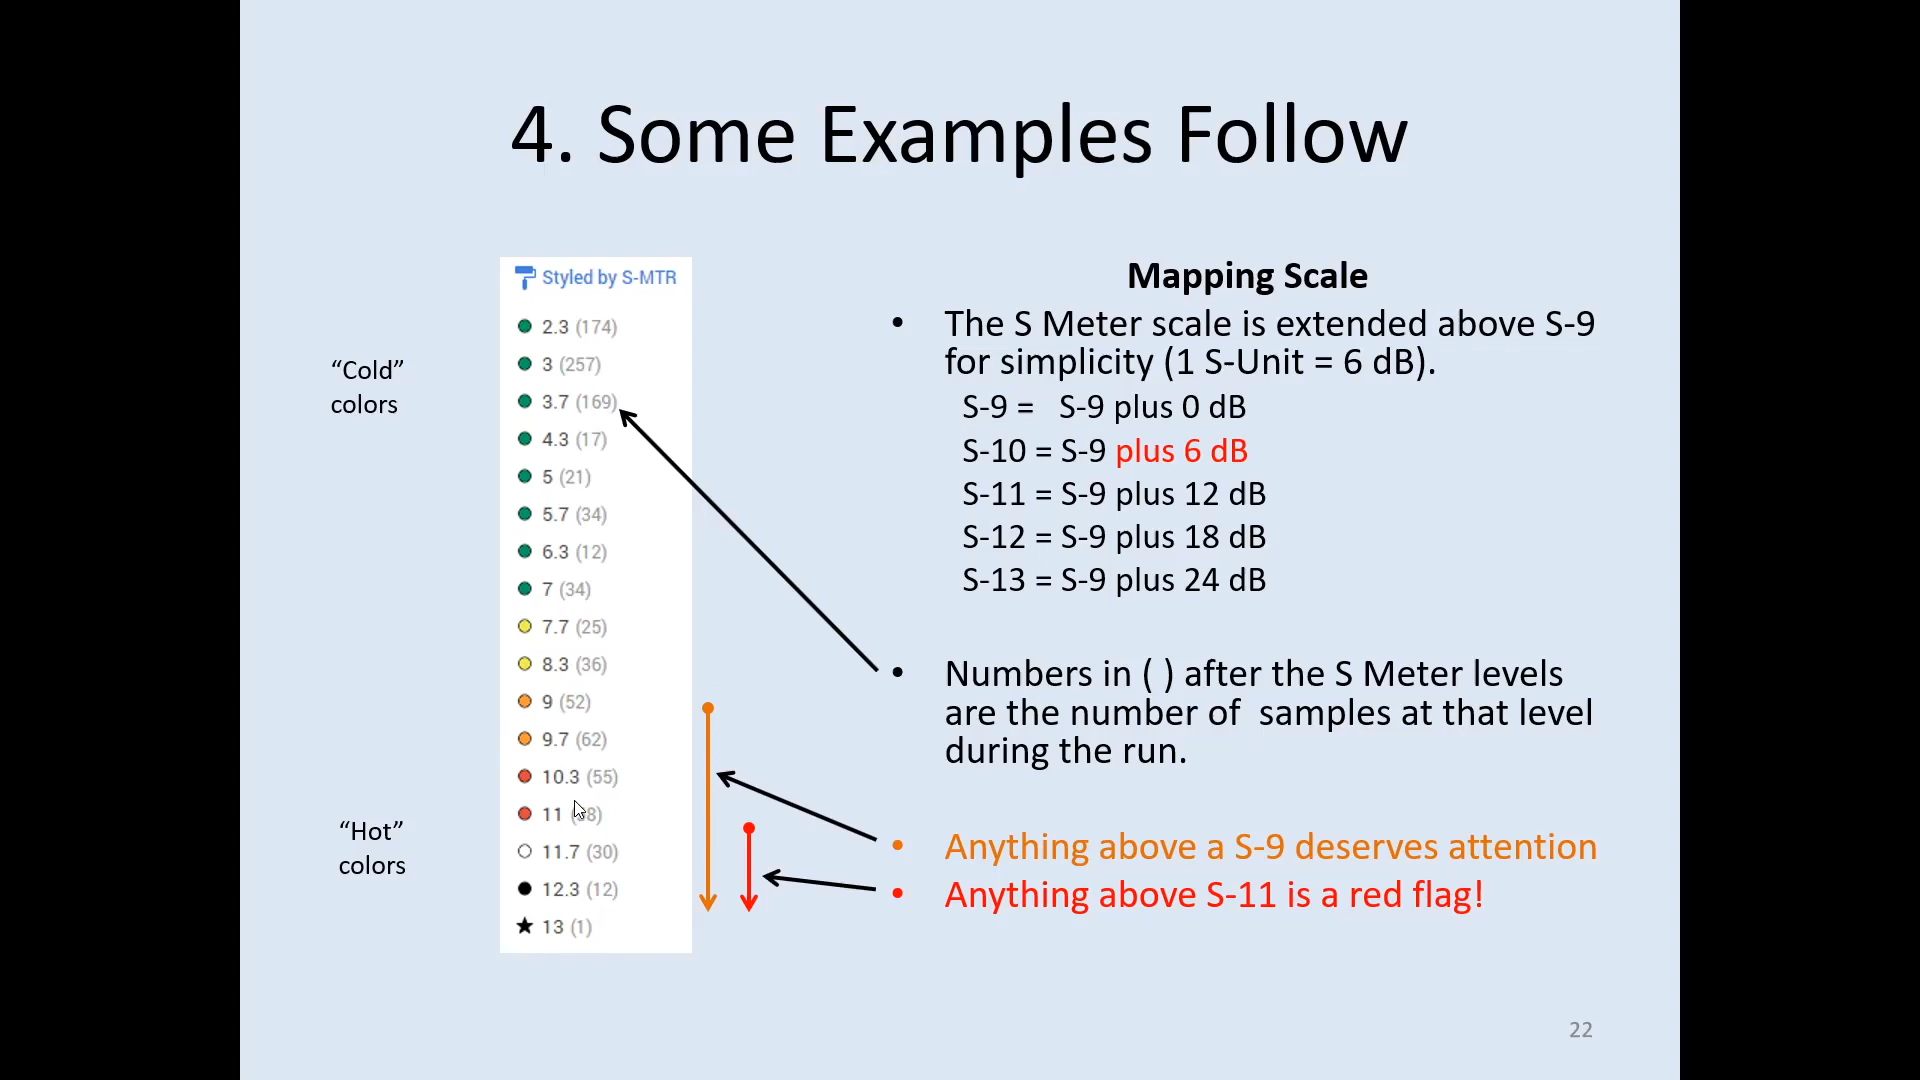 4. Some Examples Follow
Styled by S-MTR
2.3 (174)
3 (257)
3.7 (169)
4.3 (17)
5 (21)
5.7 (34)
6.3 (12)
7 (34)
7.7 (25)
8.3 (36)
9 (52)
9.7 (62)
10.3 (55)
11
11.7 (30)
12.3 (12)
13 (1)
“Cold”
colors
“Hot”
colors
Mapping Scale
• The S Meter scale is extended above S-9
for simplicity (1 S-Unit = 6 dB).
S-9 = S-9 plus 0 dB
S-10 = S-9 plus 6 dB
S-11 = S-9 plus 12 dB
S-12 = S-9 plus 18 dB
S-13 = S-9 plus 24 dB
• Numbers in ( ) after the S Meter levels
are the number of samples at that level
during the run.
• Anything above a S-9 deserves attention
• Anything above S-11 is a red flag!
22